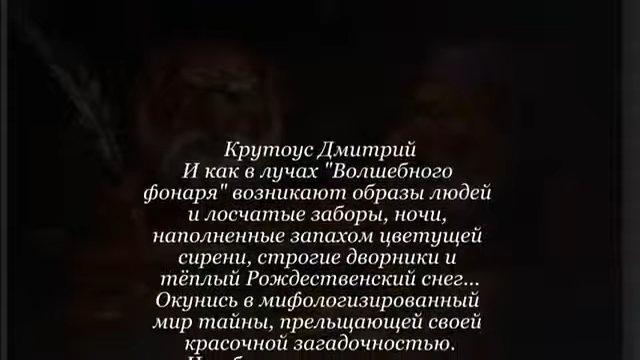 Крутоус Дмитрий
И как в лучах "Волшебного
фонаря" возникают образы людей
и лосчатые заборы, ночи,
наполненные запахом цветущей
сирени, строгие дворники и
тёплый Рождественский снег...
Окунись в мифологизированный
мир тайны, прельщающей своей
красочной загадочностью.